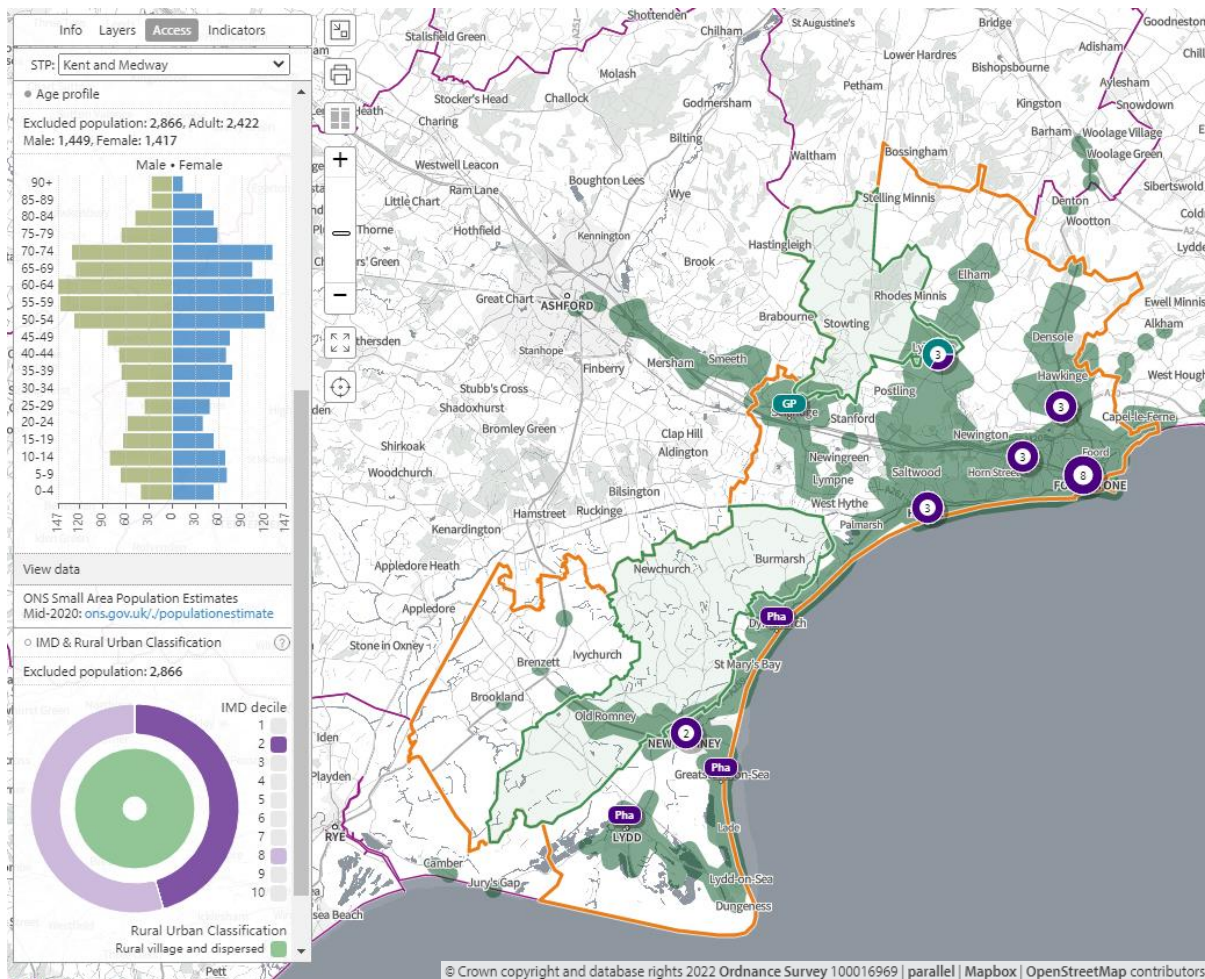 Info Layers Access Indicators
STP: Kent and Medway
Age profile
Excluded population: 2,866, Adult: 2,422
Male: 1,449, Female: 1,417
Male • Female
90+
85-89
80-84
75-79
70-74
65-69
60-64
55-59
50-54
45-49
40-44
35-39
30-34
25-29
20-24
15-19
10-14
5-9
0-4
147 120 90 60 30 0 30 60 90 120 147
View data
ONS Small Area Population Estimates
Mid-2020: ons.gov.uk/./populationestimate
IMD & Rural Urban Classification ?
Excluded population: 2,866
IMD decile
1
2
3
4
5
6
7
8
9
10
Rural Urban Classification
Rural village and dispersed
Shottenden
Stalisfield Green
A251
Chilham
St Augustine's
Bridge
Goodneston
Lower Hardres
Adisham
Bishopsbourne
Molash
Petham
Aylesham
Stocker's Head
Challock
Godmersham
Kingston
Snowdown
Charing
Barham
Woolage Village
Bilting
Waltham
Bossingham
Woolage Green
Westwell Leacon
Boughton Lees
Ram Lane
Wye
Sibertswold
Little Chart
Stelling Minnis
Denton
Hothfield
Kennington
Wootton
A2
Hastingleigh
Brook
Elham
Great Chart
ASHFORD
Rhodes Minnis
Ewell Minnis
Brabourne
Stowting
Alkham
Densole
Stanhope
Finberry
Mersham
Smeeth
3
West Hough
Postling
Hawkinge
Stubb's Cross
GP
3
Shadoxhurst
Stanford
Capel-le-Ferne
Bromley Green
Clap Hill
Newington
Shirkoak
Aldington
Newingreen
3
Foord
Woodchurch
Saltwood
Horn Street
8
Lympne
Bilsington
West Hythe
3
Hamstreet
Ruckinge
Palmarsh
Kenardington
Appledore Heath
Newchurch
Burmarsh
Appledore
Pha
Stone in Oxney
Ivychurch
Brenzett
St Mary's Bay
Brookland
Old Romney
2
Iden
Playden
Pha
Pha
RYE
LYDD
Lade
Camber
Jury's Gap
Lydd-on-Sea
Dungeness
sea Beach
Pett
© Crown copyright and database rights 2022 Ordnance Survey 100016969 | parallel | Mapbox | OpenStreetMap contributors